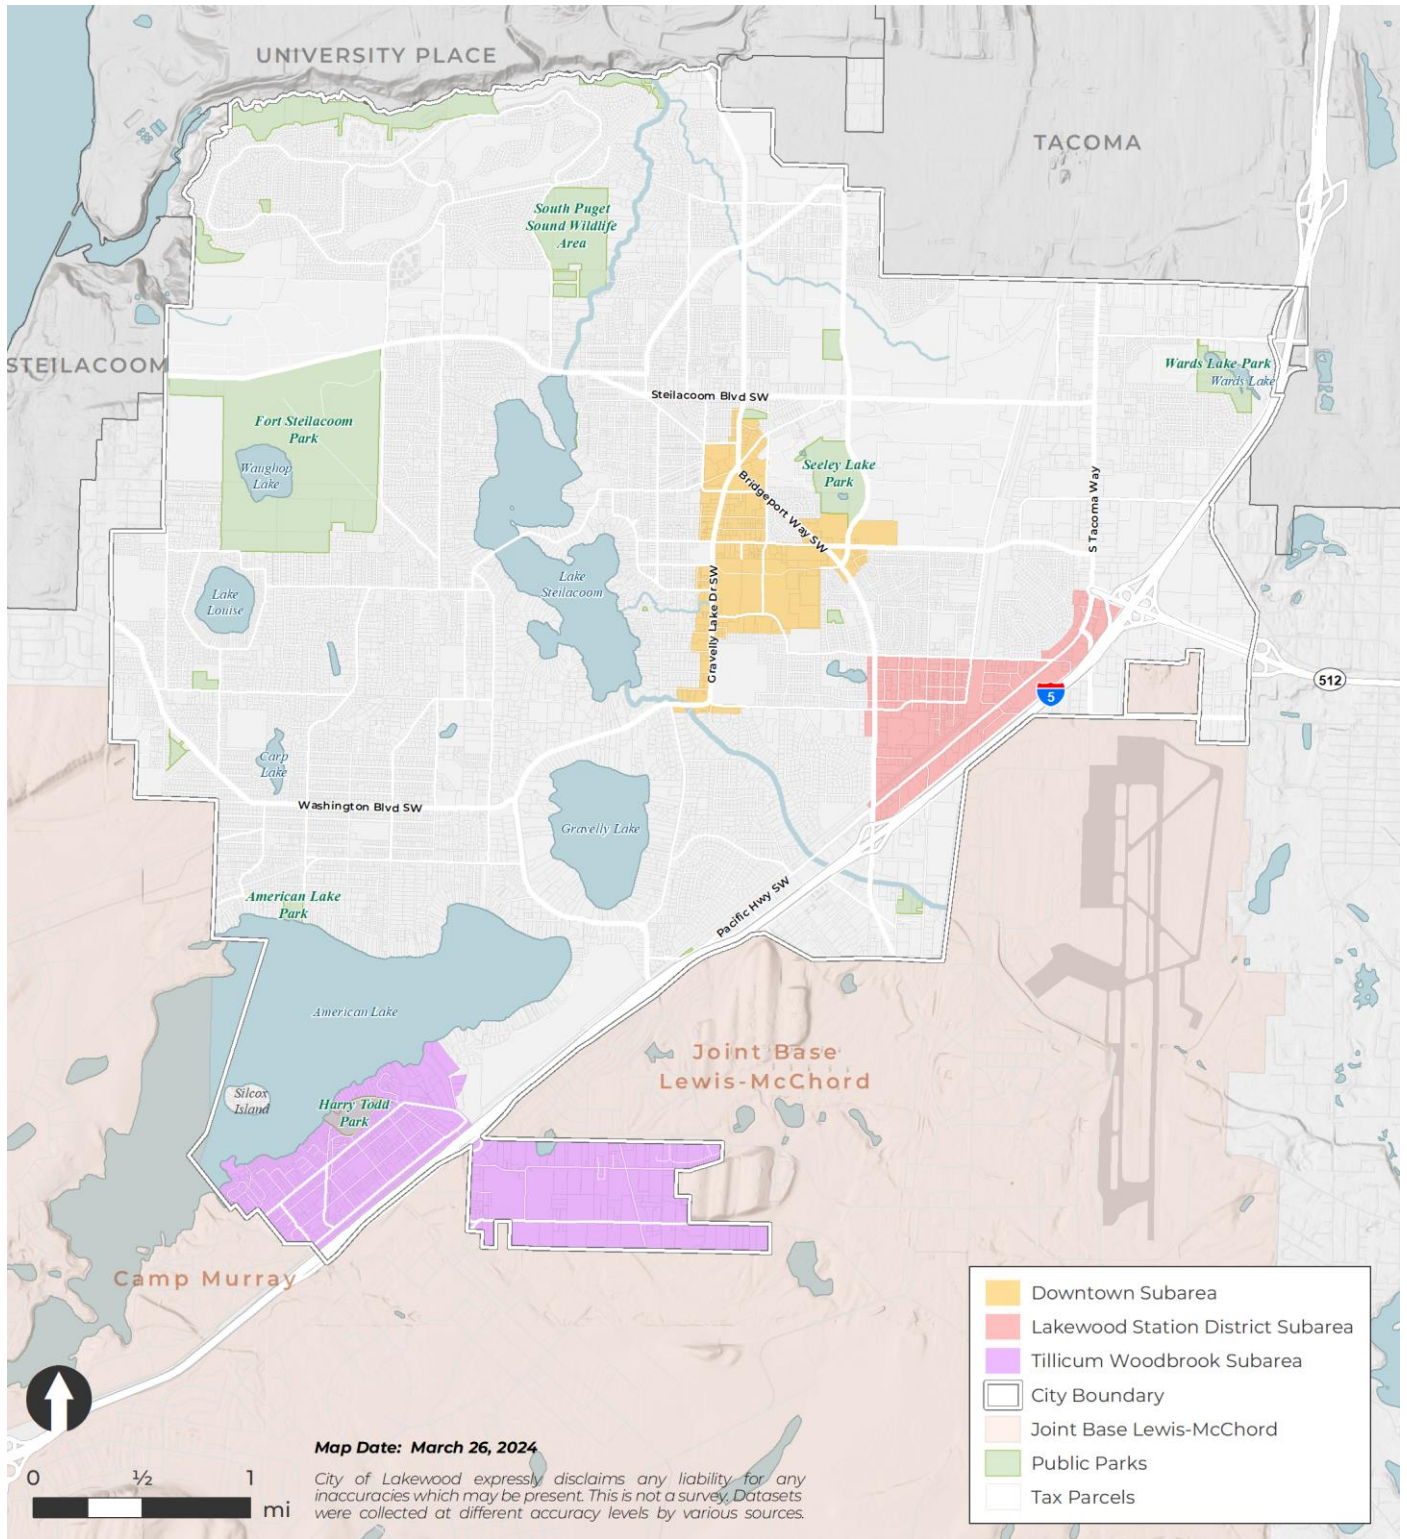 UNIVERSITY PLACE
TACOMA
South Puget
Sound Wildlife
Area
STEILACOOM
Wards Lake Park
Wards Lake
Steilacoom Blvd SW
Fort Steilacoom
Park
Waughop
Lake
Seeley Lake
Park
Bridgeport Way SW
S Tacoma Way
Lake
Steilacoom
Lake
Louise
Gravelly Lake Dr SW
512
5
Carp
Lake
Washington Blvd SW
Gravelly Lake
American Lake
Park
Pacific Hwy SW
American Lake
Joint Base
Lewis-McChord
Silcox
Island
Harry Todd
Park
Camp Murray
Downtown Subarea
Lakewood Station District Subarea
Tillicum Woodbrook Subarea
City Boundary
Joint Base Lewis-McChord
Public Parks
Tax Parcels
0 ½ 1
mi
Map Date: March 26, 2024
City of Lakewood expressly disclaims any liability for any
inaccuracies which may be present. This is not a survey. Datasets
were collected at different accuracy levels by various sources.